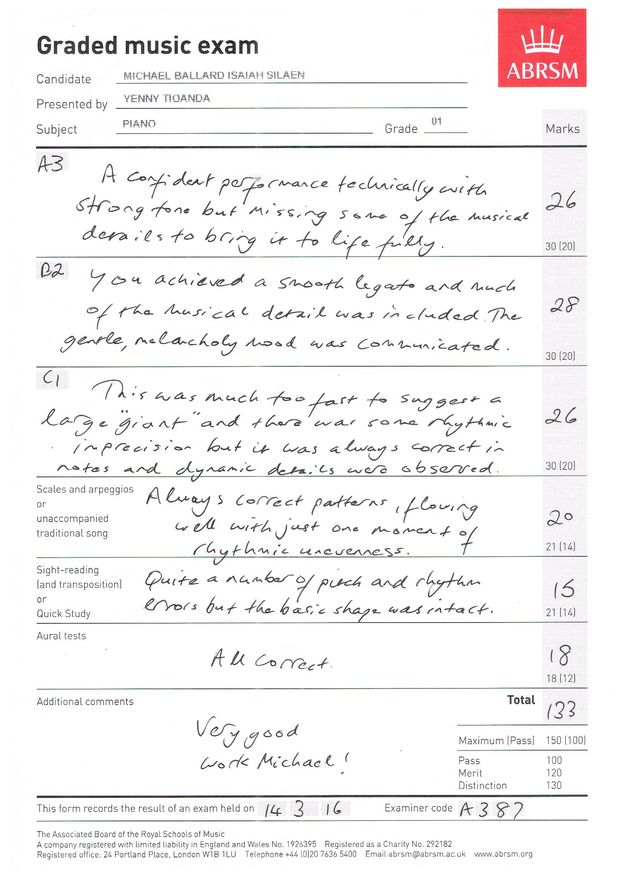 Graded music exam
ABRSM
Candidate MICHAEL BALLARD ISAIAH SILAEN
Presented by YENNY TIOANDA
Subject PIANO Grade 01 Marks
A3
A confident performance technically with
strong tone but missing some of the musical
details to bring it to life fully.
26
30 (20)
B2
You achieved a smooth legato and much
of the musical detail was included. The
gentle, melancholy mood was communicated.
28
30 (20)
C1
This was much too fast to suggest a
large "giant" and there was some rhythmic
imprecision but it was always correct in
notes and dynamic details were observed.
26
30 (20)
Scales and arpeggios
or
unaccompanied
traditional song
Always correct patterns, flowing
well with just one moment of
rhythmic unevenness.
20
21 (14)
Sight-reading
(and transposition)
or
Quick Study
Quite a number of pitch and rhythm
errors but the basic shape was intact.
15
21 (14)
Aural tests
All correct.
18
18 (12)
Additional comments
Very good
work Michael!
Total 133
Maximum (Pass) 150 (100)
Pass 100
Merit 120
Distinction 130
This form records the result of an exam held on 14 3 16 Examiner code A387
The Associated Board of the Royal Schools of Music
A company registered with limited liability in England and Wales No. 1926395 Registered as a Charity No. 292182
Registered office: 24 Portland Place, London W1B 1LU Telephone +44 (0)20 7636 5400 Email abrsm@abrsm.ac.uk www.abrsm.org